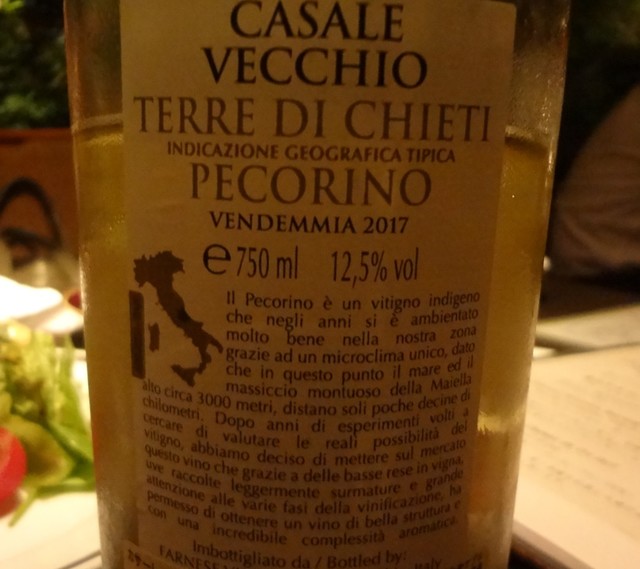 CASALE
VECCHIO
TERRE DI CHIETI
INDICAZIONE GEOGRAFICA TIPICA
PECORINO
VENDEMMIA 2017
℮ 750 ml 12,5% vol
Il Pecorino è un vitigno indigeno
che negli anni si è ambientato
molto bene nella nostra zona
grazie ad un microclima unico, dato
che in questo punto il mare ed il
massiccio montuoso della Maiella
alto circa 3000 metri, distano soli poche decine di
chilometri. Dopo anni di esperimenti volti a
cercare di valutare le reali possibilità del
vitigno, abbiamo deciso di mettere sul mercato
questo vino che grazie a delle basse rese in vigna,
uve raccolte leggermente surmature e grande
attenzione alle varie fasi della vinificazione, ha
permesso di ottenere un vino di bella struttura e
con una incredibile complessità aromatica.
Imbottigliato da / Bottled by:
FARNESE
Italy